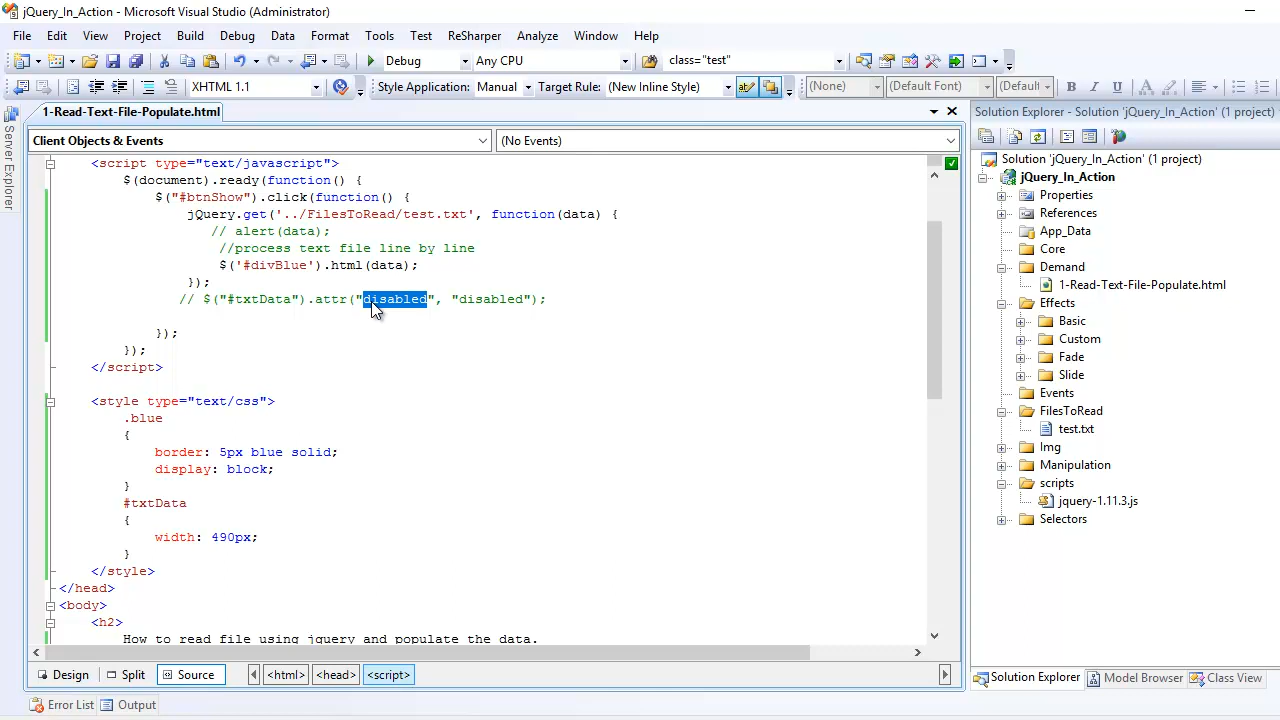 jQuery_In_Action - Microsoft Visual Studio (Administrator)
File Edit View Project Build Debug Data Format Tools Test ReSharper Analyze Window Help
Debug Any CPU class="test"
XHTML 1.1 Style Application: Manual Target Rule: (New Inline Style) (None) (Default Font) (Default B I U A
1-Read-Text-File-Populate.html
Client Objects & Events (No Events)
Server Explorer
<script type="text/javascript">
$(document).ready(function() {
$("#btnShow").click(function() {
jQuery.get('../FilesToRead/test.txt', function(data) {
// alert(data);
//process text file line by line
$('#divBlue').html(data);
});
// $("#txtData").attr("disabled", "disabled");
});
});
</script>
<style type="text/css">
.blue
{
border: 5px blue solid;
display: block;
}
#txtData
{
width: 490px;
}
</style>
</head>
<body>
<h2>
How to read file using jquery and populate the data.
Design Split Source <html> <head> <script>
Error List Output
Solution Explorer - Solution 'jQuery_In_Action' (1 project)
Solution 'jQuery_In_Action' (1 project)
jQuery_In_Action
Properties
References
App_Data
Core
Demand
1-Read-Text-File-Populate.html
Effects
Basic
Custom
Fade
Slide
Events
FilesToRead
test.txt
Img
Manipulation
scripts
jquery-1.11.3.js
Selectors
Solution Explorer Model Browser Class View